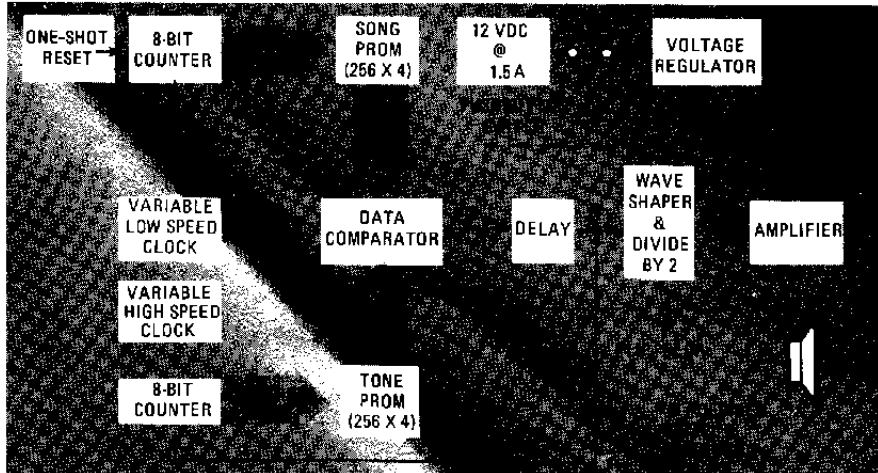 ONE-SHOT
RESET
8-BIT
COUNTER
SONG
PROM
(256 X 4)
12 VDC
@
1.5 A
VOLTAGE
REGULATOR
VARIABLE
LOW SPEED
CLOCK
DATA
COMPARATOR
DELAY
WAVE
SHAPER
&
DIVIDE
BY 2
AMPLIFIER
VARIABLE
HIGH SPEED
CLOCK
8-BIT
COUNTER
TONE
PROM
(256 X 4)